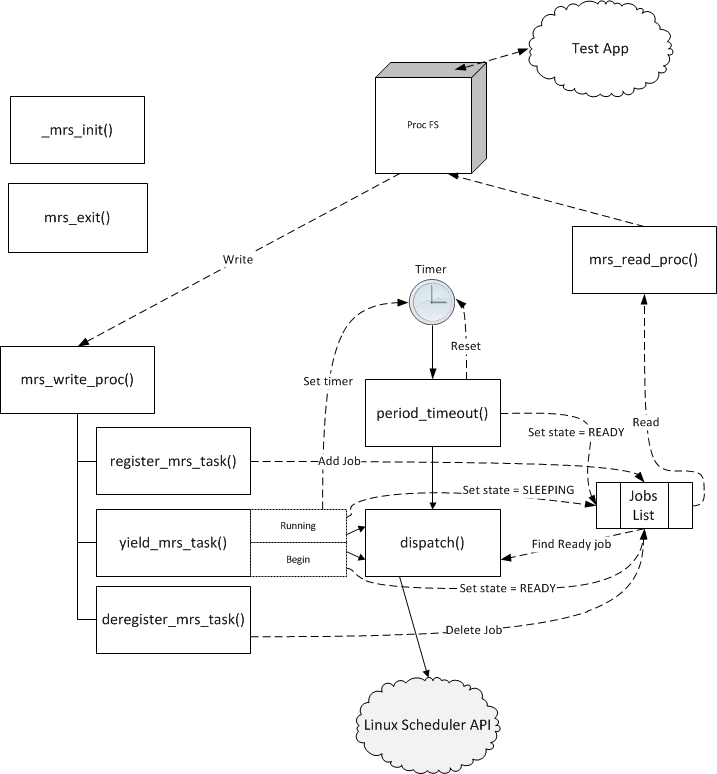 Test App
Proc FS
_mrs_init()
mrs_exit()
mrs_read_proc()
Write
Timer
Reset
mrs_write_proc()
Set timer
period_timeout()
Set state = READY
Read
register_mrs_task()
Add Job
Set state = SLEEPING
Jobs
List
Running
yield_mrs_task()
dispatch()
Find Ready job
Begin
Set state = READY
deregister_mrs_task()
Delete Job
Linux Scheduler API